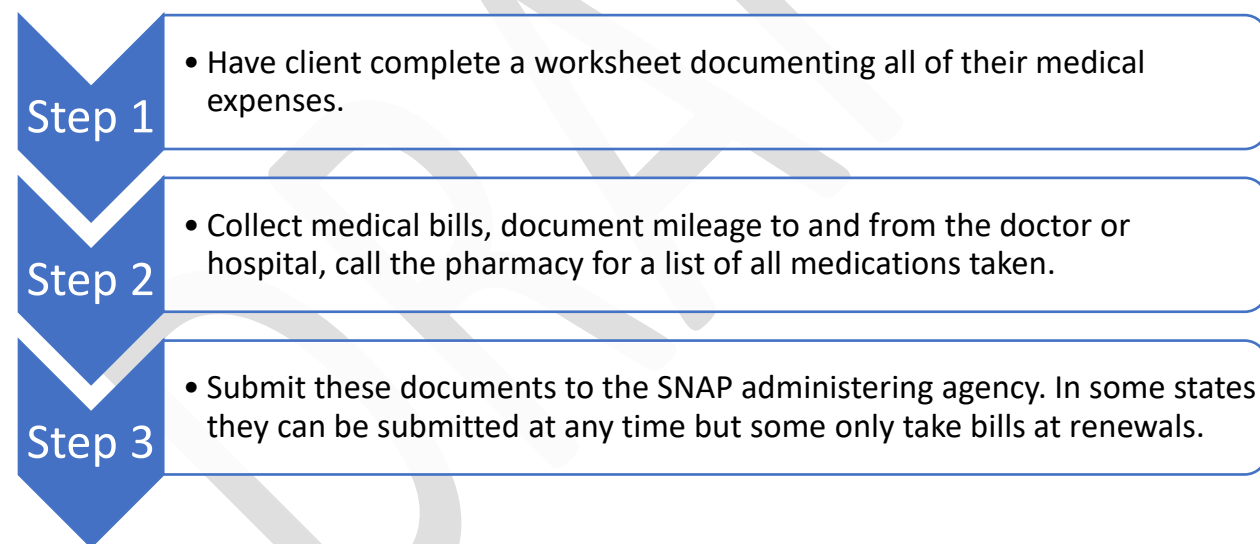 Step 1
• Have client complete a worksheet documenting all of their medical
expenses.
Step 2
• Collect medical bills, document mileage to and from the doctor or
hospital, call the pharmacy for a list of all medications taken.
Step 3
• Submit these documents to the SNAP administering agency. In some states
they can be submitted at any time but some only take bills at renewals.